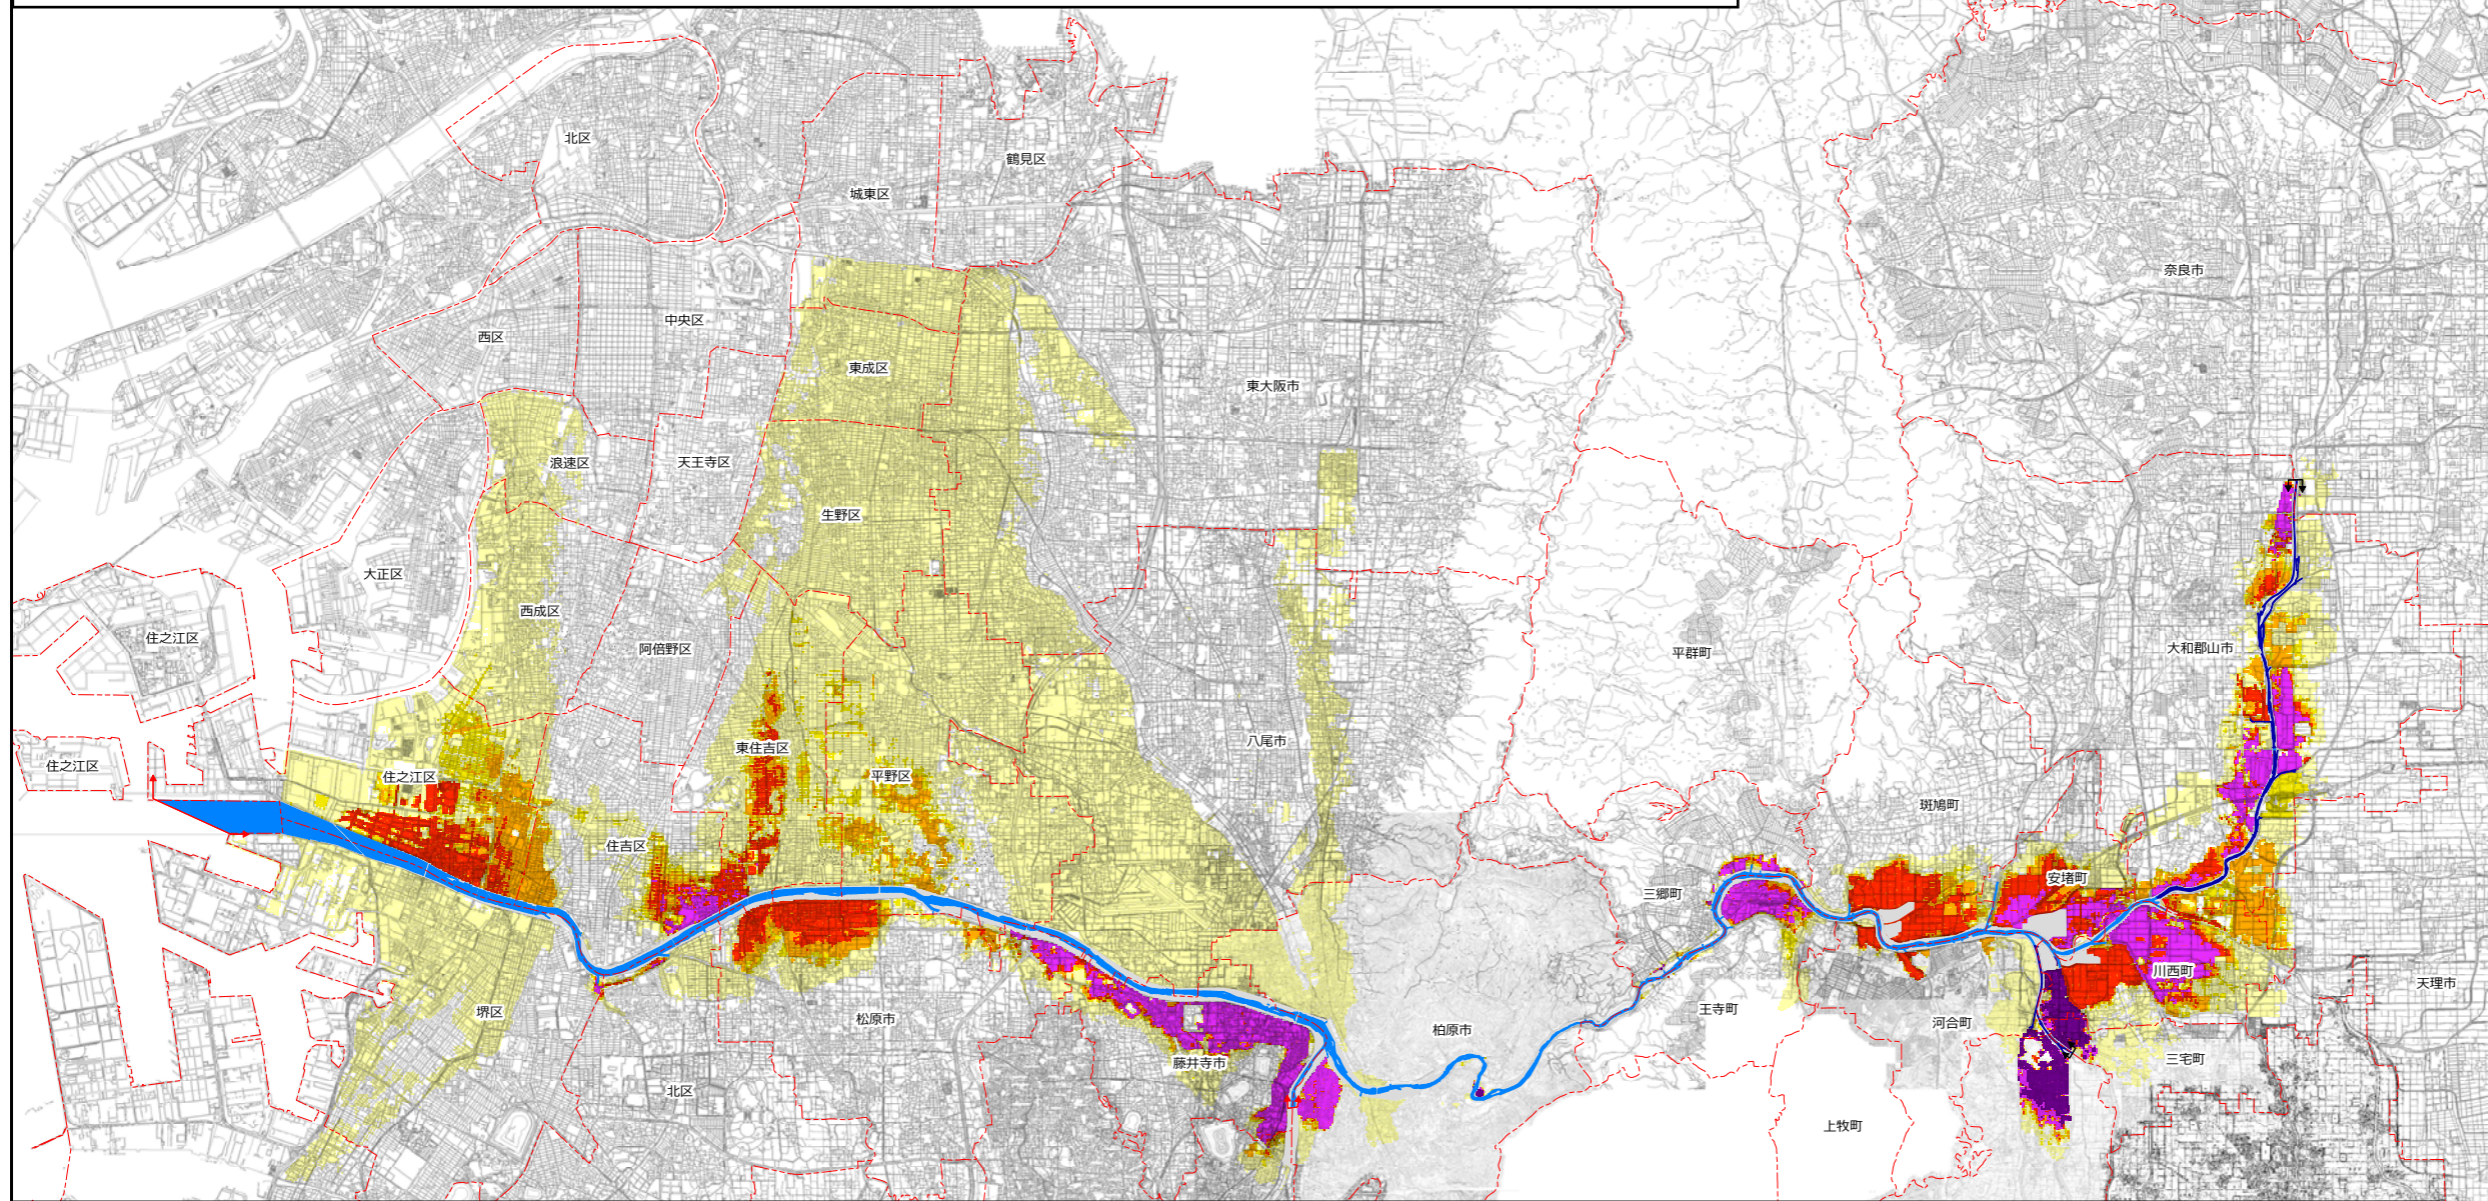 北区
鶴見区
城東区
奈良市
中央区
西区
東成区
東大阪市
浪速区
天王寺区
生野区
大正区
西成区
住之江区
阿倍野区
平群町
大和郡山市
八尾市
東住吉区
住之江区
住之江区
平野区
斑鳩町
住吉区
安堵町
三郷町
川西町
天理市
堺区
松原市
王寺町
河合町
柏原市
三宅町
藤井寺市
北区
上牧町